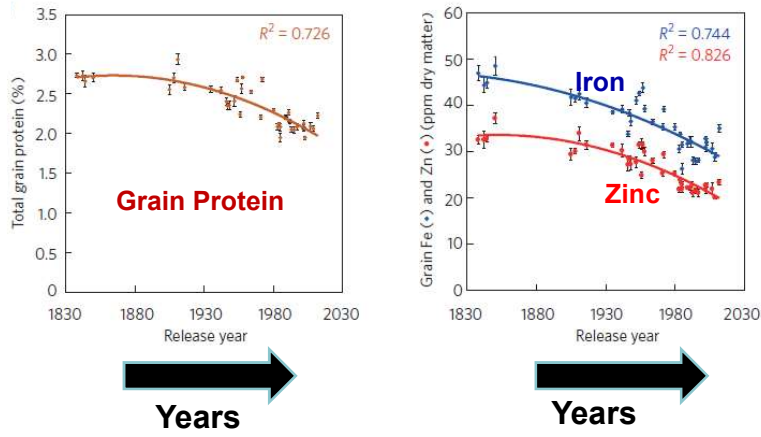 3.5
3.0
2.5
2.0
1.5
1.0
0.5
0
Total grain protein (%)
R² = 0.726
Grain Protein
1830 1880 1930 1980 2030
Release year
Years
60
50
40
30
20
10
0
Grain Fe (•) and Zn (•) (ppm dry matter)
R² = 0.744
R² = 0.826
Iron
Zinc
1830 1880 1930 1980 2030
Release year
Years